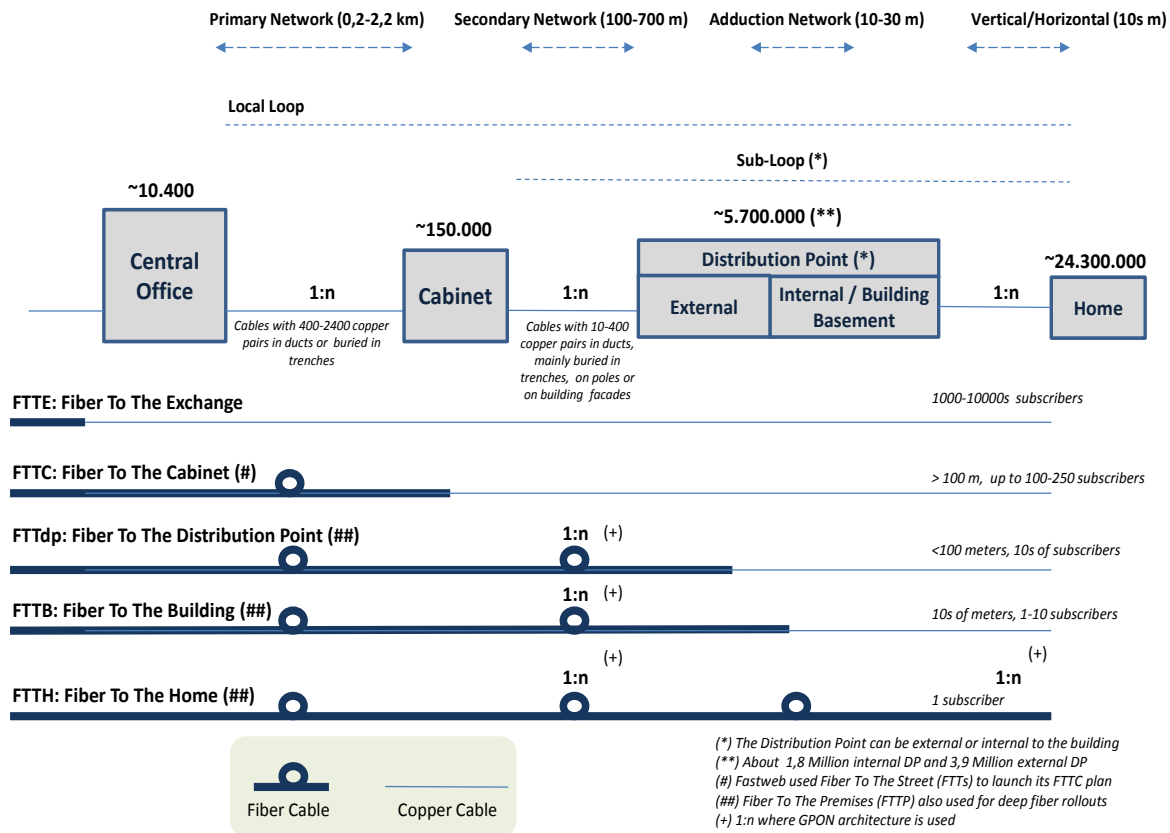 Primary Network (0,2-2,2 km) Secondary Network (100-700 m) Adduction Network (10-30 m) Vertical/Horizontal (10s m)
Local Loop
Sub-Loop (*)
~10.400
~150.000
~5.700.000 (**)
~24.300.000
Central
Office
1:n
Cabinet
1:n
Distribution Point (*)
External
Internal / Building
Basement
1:n
Home
Cables with 400-2400 copper
pairs in ducts or buried in
trenches
Cables with 10-400
copper pairs in ducts,
mainly buried in
trenches, on poles or
on building facades
FTTE: Fiber To The Exchange
1000-10000s subscribers
FTTC: Fiber To The Cabinet (#)
> 100 m, up to 100-250 subscribers
FTTdp: Fiber To The Distribution Point (##)
1:n (+)
<100 meters, 10s of subscribers
FTTB: Fiber To The Building (##)
1:n (+)
10s of meters, 1-10 subscribers
FTTH: Fiber To The Home (##)
1:n (+)
1:n (+)
1 subscriber
Fiber Cable
Copper Cable
(*) The Distribution Point can be external or internal to the building
(**) About 1,8 Million internal DP and 3,9 Million external DP
(#) Fastweb used Fiber To The Street (FTTs) to launch its FTTC plan
(##) Fiber To The Premises (FTTP) also used for deep fiber rollouts
(+) 1:n where GPON architecture is used